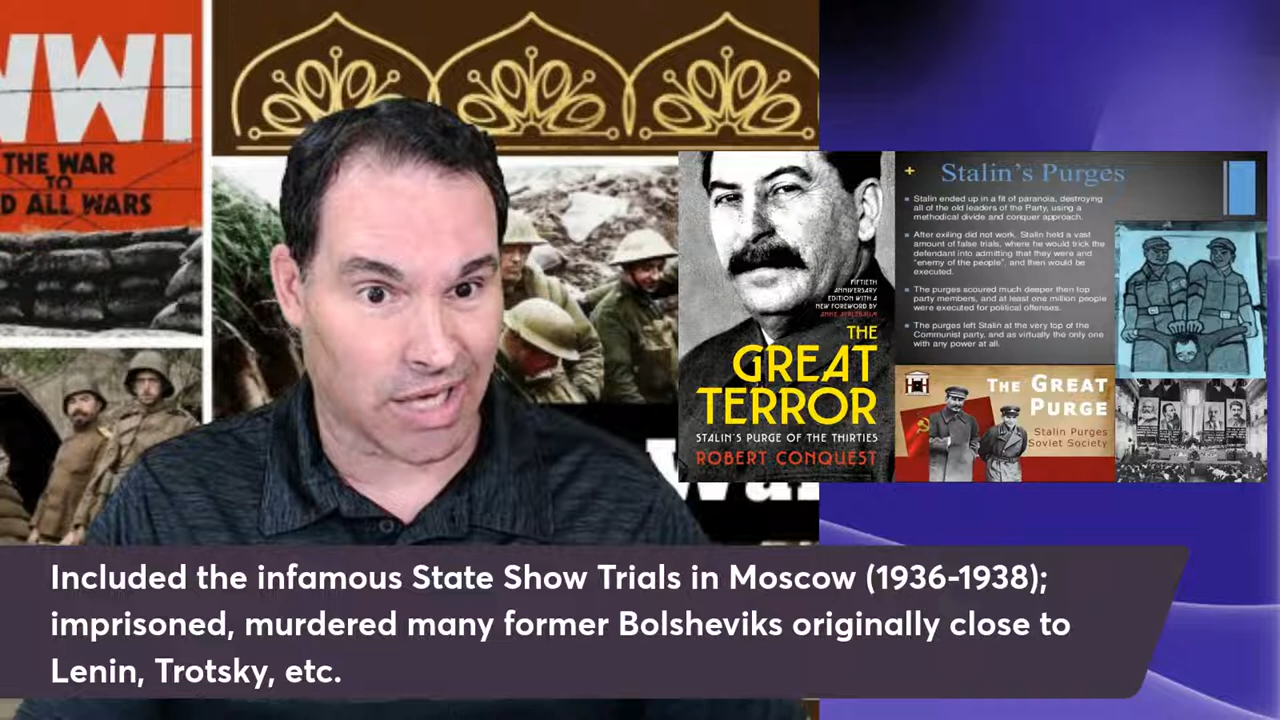 WWI
THE WAR
TO
D ALL WARS
FIFTIETH
ANNIVERSARY
EDITION WITH A
NEW FOREWORD BY
ANNE APPLEBAUM
THE
GREAT
TERROR
STALIN'S PURGE OF THE THIRTIES
ROBERT CONQUEST
Stalin's Purges
Stalin ended up in a fit of paranoia, destroying
all of the old leaders of the Party, using a
methodical divide and conquer approach.
After exiling did not work, Stalin held a vast
amount of false trials, where he would trick the
defendant into admitting that they were and
"enemy of the people", and then would be
executed.
The purges scoured much deeper then top
party members, and at least one million people
were executed for political offenses.
The purges left Stalin at the very top of the
Communist party, and as virtually the only one
with any power at all.
THE GREAT
PURGE
Stalin Purges
Soviet Society
Included the infamous State Show Trials in Moscow (1936-1938);
imprisoned, murdered many former Bolsheviks originally close to
Lenin, Trotsky, etc.